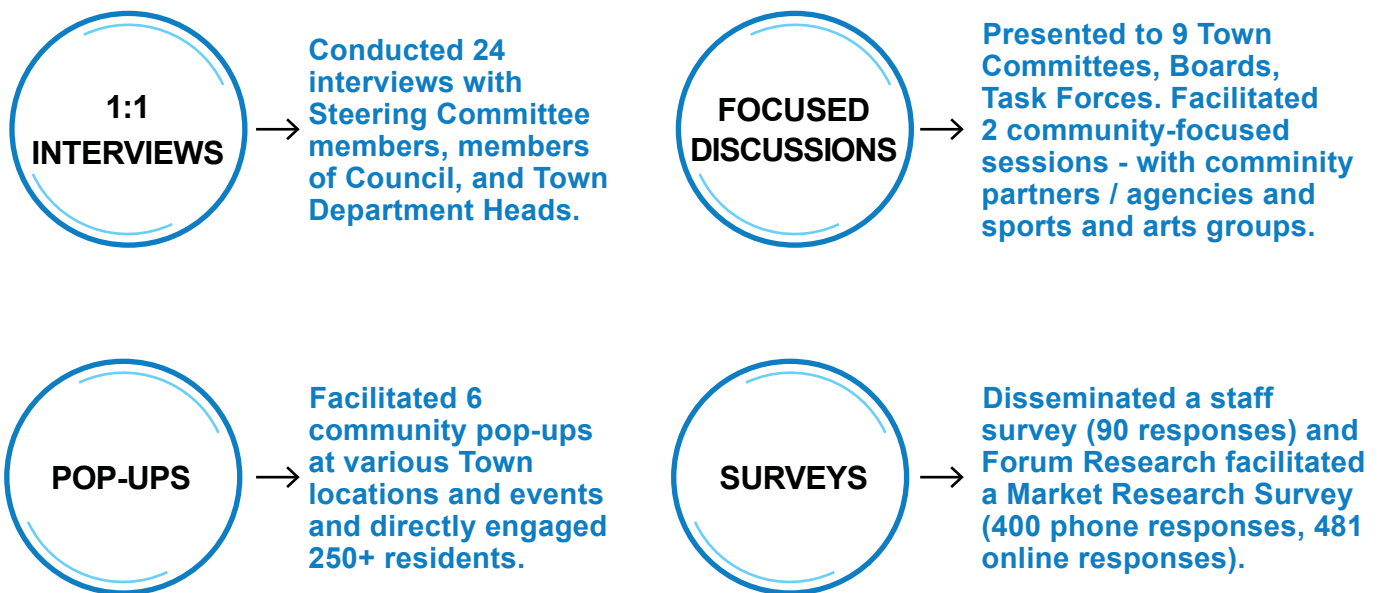 1:1
INTERVIEWS
Conducted 24
interviews with
Steering Committee
members, members
of Council, and Town
Department Heads.
FOCUSED
DISCUSSIONS
Presented to 9 Town
Committees, Boards,
Task Forces. Facilitated
2 community-focused
sessions - with comminity
partners / agencies and
sports and arts groups.
POP-UPS
Facilitated 6
community pop-ups
at various Town
locations and events
and directly engaged
250+ residents.
SURVEYS
Disseminated a staff
survey (90 responses) and
Forum Research facilitated
a Market Research Survey
(400 phone responses, 481
online responses).